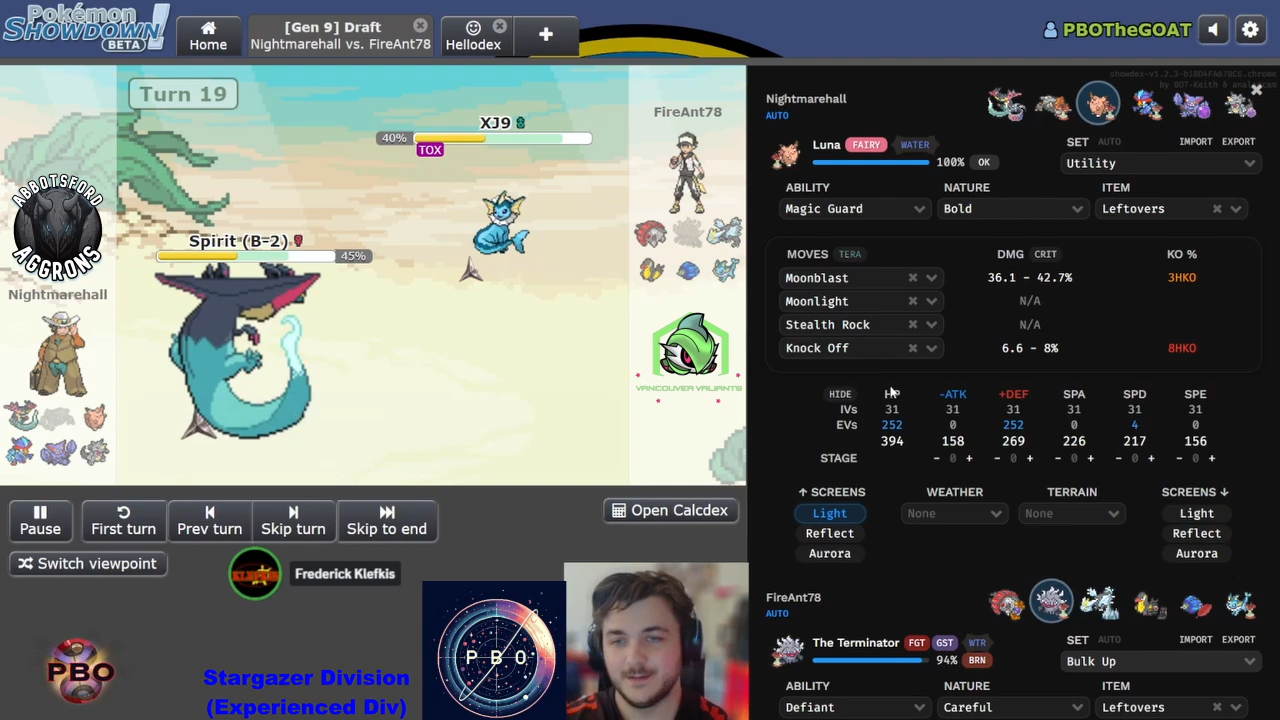 Pokémon
SHOWDOWN!
BETA
Home
[Gen 9] Draft
Nightmarehall vs. FireAnt78
Hellodex
+
PBOTheGOAT
Turn 19
XJ9
40%
TOX
Spirit (B-2)
45%
ABBOTSFORD
AGGRONS
Nightmarehall
FireAnt78
VANCOUVER VALIANTS
Pause
First turn
Prev turn
Skip turn
Skip to end
Open Calcdex
Switch viewpoint
KLEFKIS
Frederick Klefkis
PBO
Stargazer Division
(Experienced Div)
P B O
Nightmarehall
AUTO
Luna FAIRY WATER
100% OK
SET AUTO IMPORT EXPORT
Utility
ABILITY NATURE ITEM
Magic Guard Bold Leftovers
MOVES TERA DMG CRIT KO %
Moonblast 36.1 - 42.7% 3HKO
Moonlight N/A
Stealth Rock N/A
Knock Off 6.6 - 8% 8HKO
HIDE HP -ATK +DEF SPA SPD SPE
IVs 31 31 31 31 31 31
EVs 252 0 252 0 4 0
394 158 269 226 217 156
STAGE - 0 + - 0 + - 0 + - 0 + - 0 +
↑ SCREENS WEATHER TERRAIN SCREENS ↓
Light None None Light
Reflect Reflect
Aurora Aurora
FireAnt78
AUTO
The Terminator FGT GST WTR
94% BRN
SET AUTO IMPORT EXPORT
Bulk Up
ABILITY NATURE ITEM
Defiant Careful Leftovers